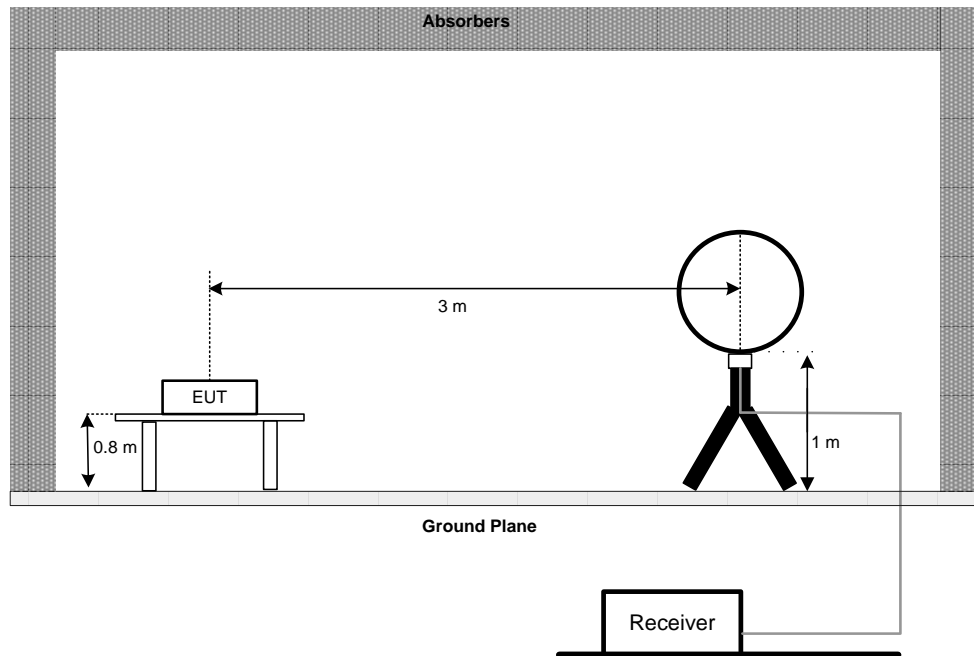 Absorbers
3 m
EUT
0.8 m
1 m
Ground Plane
Receiver